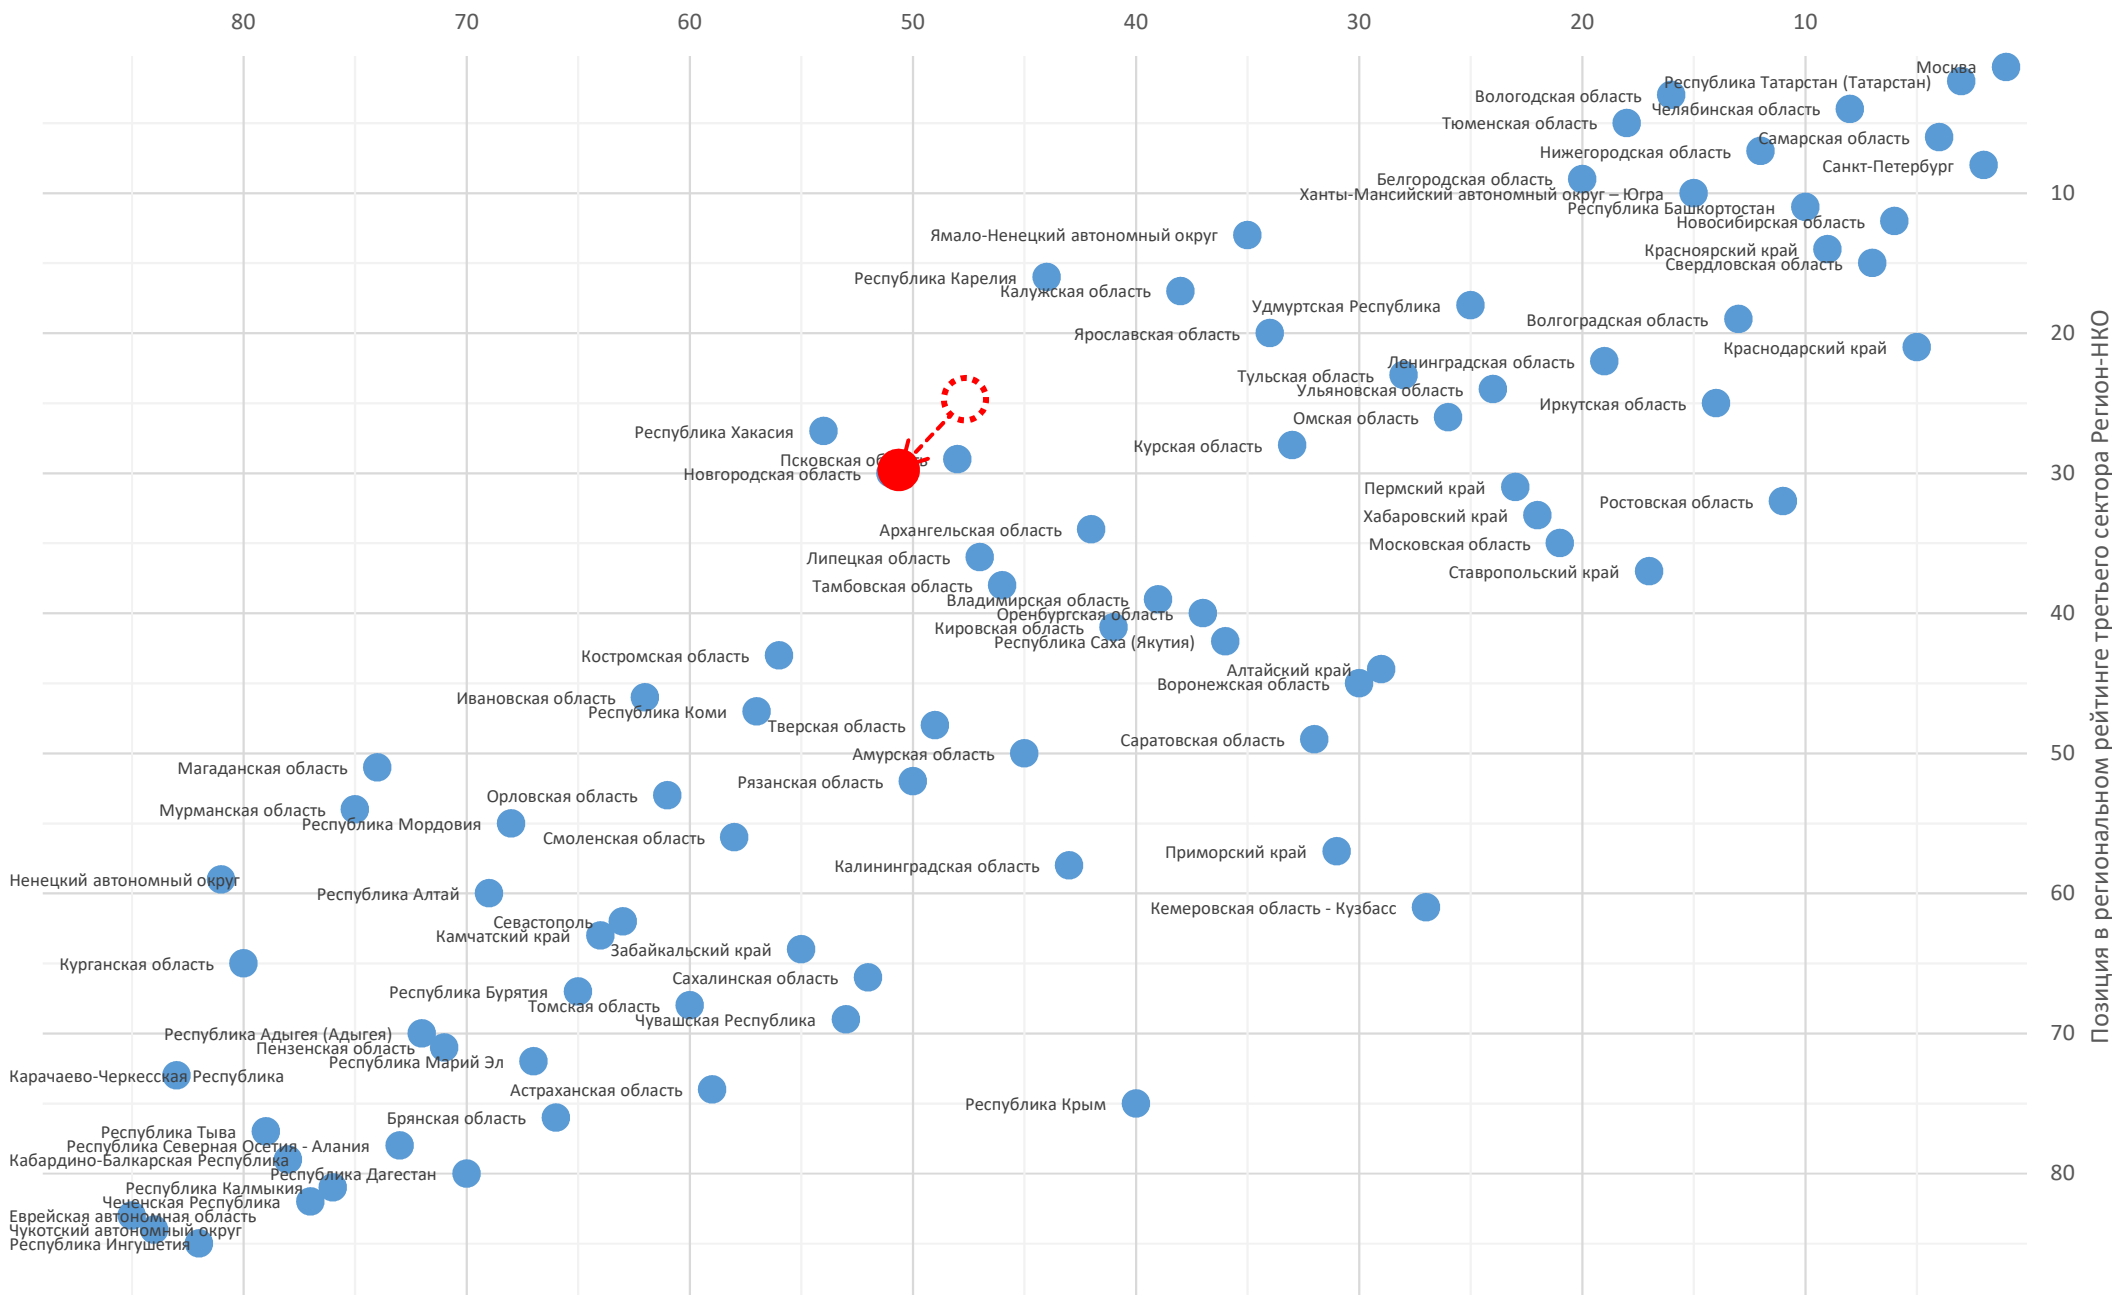 80 70 60 50 40 30 20 10
Москва
Республика Татарстан (Татарстан)
Вологодская область
Челябинская область
Тюменская область
Самарская область
Нижегородская область
Санкт-Петербург
Белгородская область
10
Ханты-Мансийский автономный округ – Югра
Республика Башкортостан
Новосибирская область
Ямало-Ненецкий автономный округ
Красноярский край
Свердловская область
Республика Карелия
Калужская область
Удмуртская Республика
Волгоградская область
20
Ярославская область
Краснодарский край
Ленинградская область
Тульская область
Ульяновская область
Иркутская область
Омская область
Республика Хакасия
Курская область
Псковская область
Новгородская область
30
Пермский край
Ростовская область
Хабаровский край
Архангельская область
Московская область
Липецкая область
Ставропольский край
Тамбовская область
Владимирская область
40
Оренбургская область
Кировская область
Республика Саха (Якутия)
Костромская область
Алтайский край
Воронежская область
Ивановская область
Республика Коми
Тверская область
Саратовская область
50
Амурская область
Магаданская область
Рязанская область
Орловская область
Мурманская область
Республика Мордовия
Смоленская область
Приморский край
Калининградская область
Ненецкий автономный округ
60
Республика Алтай
Кемеровская область - Кузбасс
Севастополь
Камчатский край
Забайкальский край
Курганская область
Сахалинская область
Республика Бурятия
Томская область
Чувашская Республика
70
Республика Адыгея (Адыгея)
Пензенская область
Республика Марий Эл
Карачаево-Черкесская Республика
Астраханская область
Республика Крым
Брянская область
Республика Тыва
Республика Северная Осетия - Алания
Кабардино-Балкарская Республика
80
Республика Дагестан
Республика Калмыкия
Чеченская Республика
Еврейская автономная область
Чукотский автономный округ
Республика Ингушетия
Позиция в региональном рейтинге третьего сектора Регион-НКО